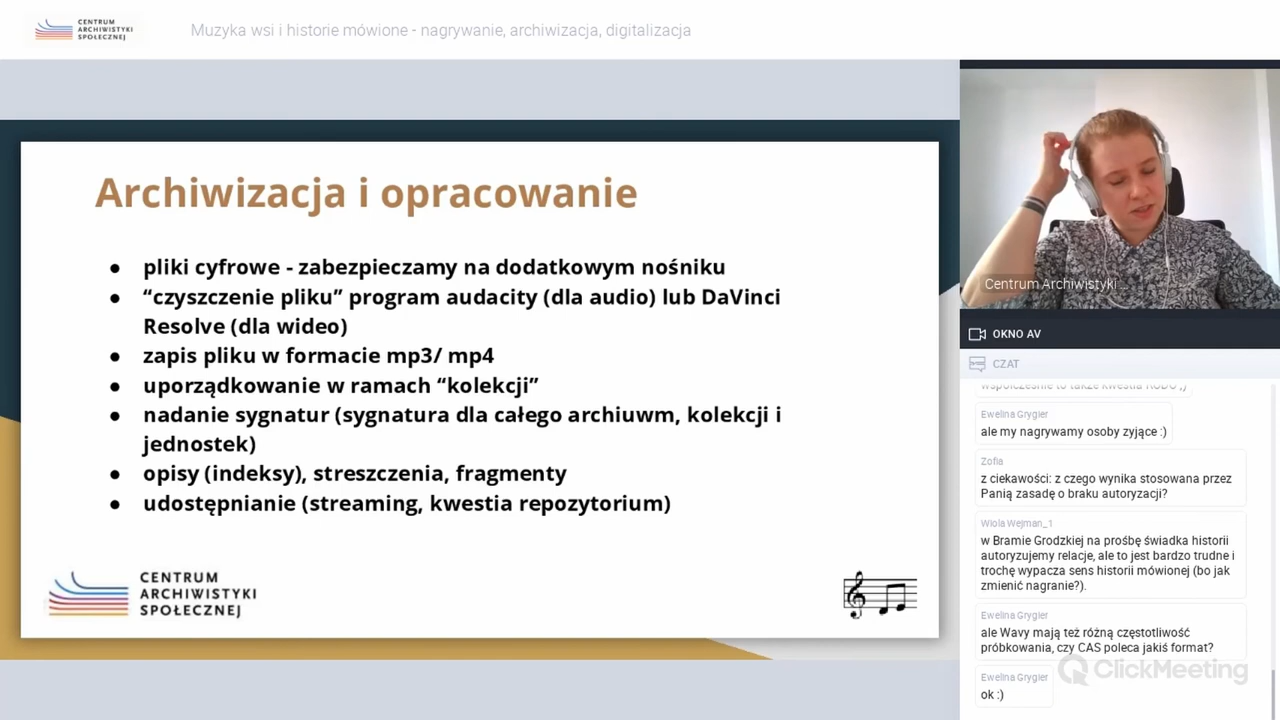 CENTRUM
ARCHIWISTYKI
SPOŁECZNEJ
Muzyka wsi i historie mówione - nagrywanie, archiwizacja, digitalizacja
Archiwizacja i opracowanie
● pliki cyfrowe - zabezpieczamy na dodatkowym nośniku
● “czyszczenie pliku” program audacity (dla audio) lub DaVinci
Resolve (dla wideo)
● zapis pliku w formacie mp3/ mp4
● uporządkowanie w ramach “kolekcji”
● nadanie sygnatur (sygnatura dla całego archiuwm, kolekcji i
jednostek)
● opisy (indeksy), streszczenia, fragmenty
● udostępnianie (streaming, kwestia repozytorium)
CENTRUM
ARCHIWISTYKI
SPOŁECZNEJ
Centrum Archiwistyki ...
OKNO AV
CZAT
współcześnie to także kwestia RODO ;)
Ewelina Grygier
ale my nagrywamy osoby zyjące :)
Zofia
z ciekawości: z czego wynika stosowana przez
Panią zasadę o braku autoryzacji?
Wiola Wejman_1
w Bramie Grodzkiej na prośbę świadka historii
autoryzujemy relacje, ale to jest bardzo trudne i
trochę wypacza sens historii mówionej (bo jak
zmienić nagranie?).
Ewelina Grygier
ale Wavy mają też różną częstotliwość
próbkowania, czy CAS poleca jakiś format?
Ewelina Grygier
ok :)
ClickMeeting